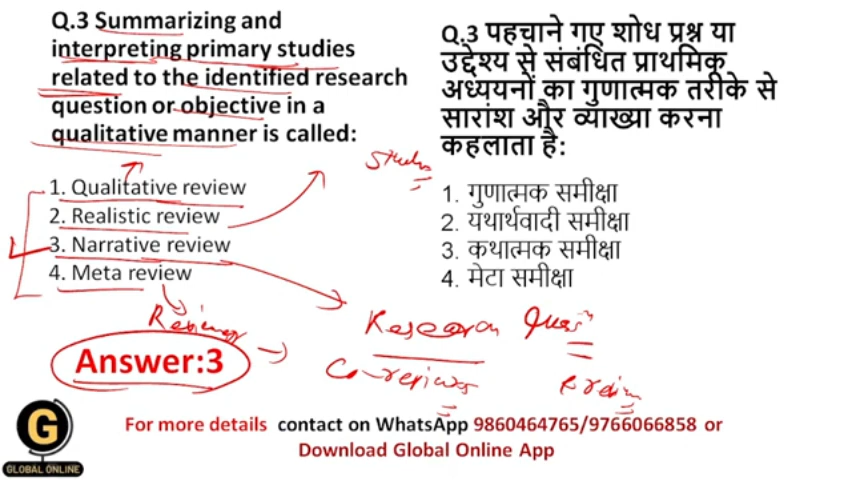 Q.3 Summarizing and
interpreting primary studies
related to the identified research
question or objective in a
qualitative manner is called:
1. Qualitative review
2. Realistic review
3. Narrative review
4. Meta review
Answer:3
Q.3 पहचाने गए शोध प्रश्न या
उद्देश्य से संबंधित प्राथमिक
अध्ययनों का गुणात्मक तरीके से
सारांश और व्याख्या करना
कहलाता है:
1. गुणात्मक समीक्षा
2. यथार्थवादी समीक्षा
3. कथात्मक समीक्षा
4. मेटा समीक्षा
Research
For more details contact on WhatsApp 9860464765/9766066858 or
Download Global Online App
G
GLOBAL ONLINE